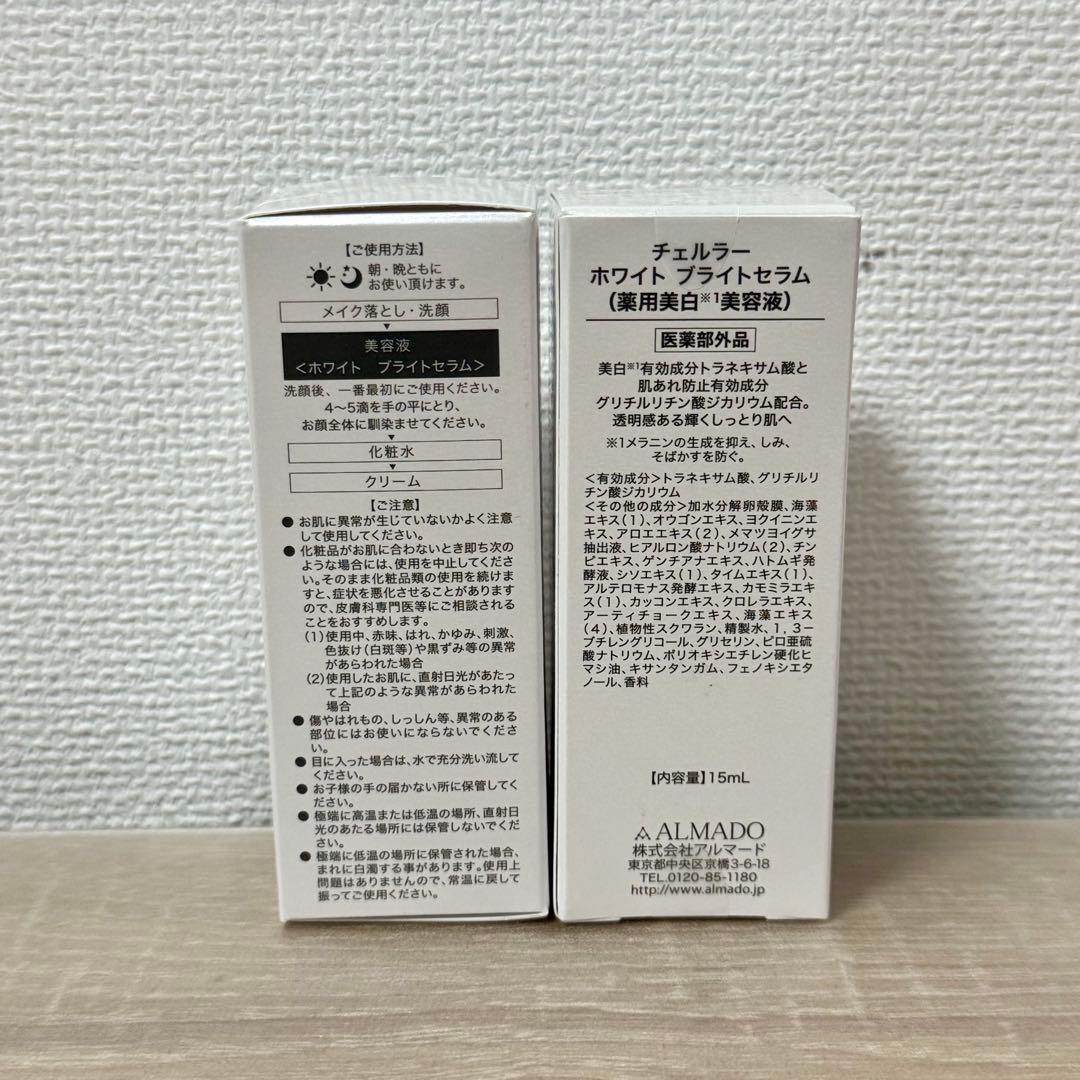 【ご使用方法】
朝・晩ともに
お使い頂けます。
メイク落とし・洗顔
美容液
＜ホワイト　ブライトセラム＞
洗顔後、一番最初にご使用ください。
4～5滴を手の平にとり、
お顔全体に馴染ませてください。
化粧水
クリーム
【ご注意】
●お肌に異常が生じていないかよく注意
して使用してください。
●化粧品がお肌に合わないとき即ち次の
ような場合には、使用を中止してくださ
い。そのまま化粧品類の使用を続けま
すと、症状を悪化させることがあります
ので、皮膚科専門医等にご相談される
ことをおすすめします。
(1)使用中、赤味、はれ、かゆみ、刺激、
色抜け(白斑等)や黒ずみ等の異常
があらわれた場合
(2)使用したお肌に、直射日光があたっ
て上記のような異常があらわれた
場合
●傷やはれもの、しっしん等、異常のある
部位にはお使いにならないでくださ
い。
●目に入った場合は、水で充分洗い流して
ください。
●お子様の手の届かない所に保管してく
ださい。
●極端に高温または低温の場所、直射日
光のあたる場所には保管しないでくだ
さい。
●極端に低温の場所に保管された場合、
まれに白濁する事があります。使用上
問題はありませんので、常温に戻して
振ってご使用ください。
チェルラー
ホワイト ブライトセラム
(薬用美白※1美容液)
医薬部外品
美白※1有効成分トラネキサム酸と
肌あれ防止有効成分
グリチルリチン酸ジカリウム配合。
透明感ある輝くしっとり肌へ
※1メラニンの生成を抑え、しみ、
そばかすを防ぐ。
＜有効成分＞トラネキサム酸、グリチルリ
チン酸ジカリウム
＜その他の成分＞加水分解卵殻膜、海藻
エキス(1)、オウゴンエキス、ヨクイニンエ
キス、アロエエキス(2)、メマツヨイグサ
抽出液、ヒアルロン酸ナトリウム(2)、チン
ピエキス、ゲンチアナエキス、ハトムギ発
酵液、シソエキス(1)、タイムエキス(1)、
アルテロモナス発酵エキス、カモミラエキ
ス(1)、カッコンエキス、クロレラエキス、
アーティチョークエキス、海藻エキス
(4)、植物性スクワラン、精製水、1,3－
ブチレングリコール、グリセリン、ピロ亜硫
酸ナトリウム、ポリオキシエチレン硬化ヒ
マシ油、キサンタンガム、フェノキシエタ
ノール、香料
【内容量】15mL
ALMADO
株式会社アルマード
東京都中央区京橋3-6-18
TEL.0120-85-1180
http://www.almado.jp